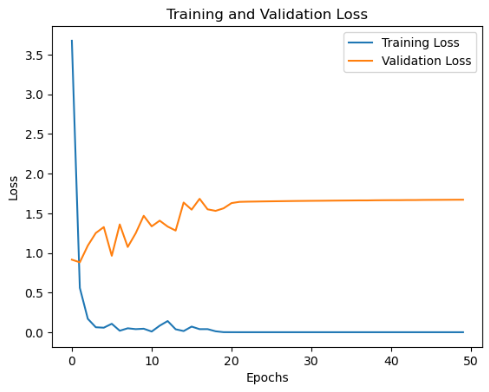 Training and Validation Loss
Training Loss
Validation Loss
3.5
3.0
2.5
2.0
1.5
1.0
0.5
0.0
Loss
0 10 20 30 40 50
Epochs